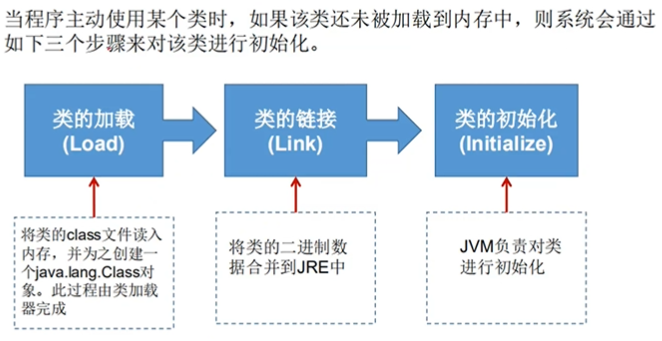 当程序主动使用某个类时，如果该类还未被加载到内存中，则系统会通过
如下三个步骤来对该类进行初始化。
类的加载
(Load)
类的链接
(Link)
类的初始化
(Initialize)
将类的class文件读入
内存，并为之创建一
个java.lang.Class对
象。此过程由类加载
器完成
将类的二进制数
据合并到JRE中
JVM负责对类
进行初始化